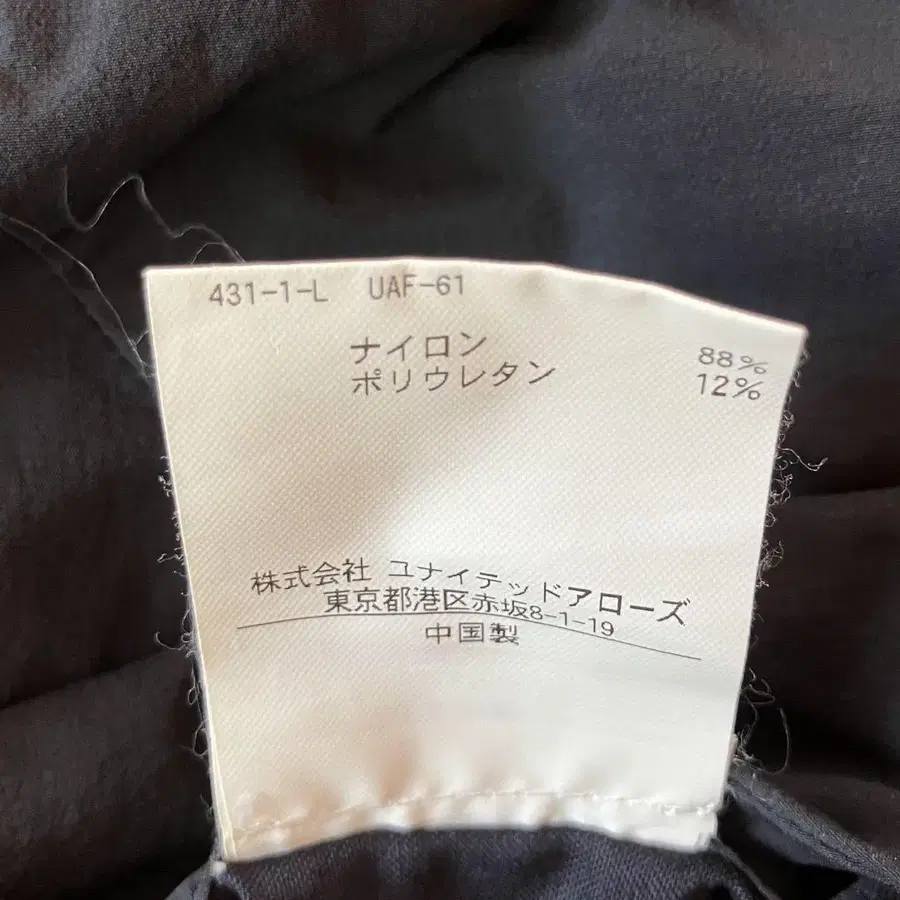 431-1-L UAF-61
ナイロン 88%
ポリウレタン 12%
株式会社 ユナイテッドアローズ
東京都港区赤坂8-1-19
中国製